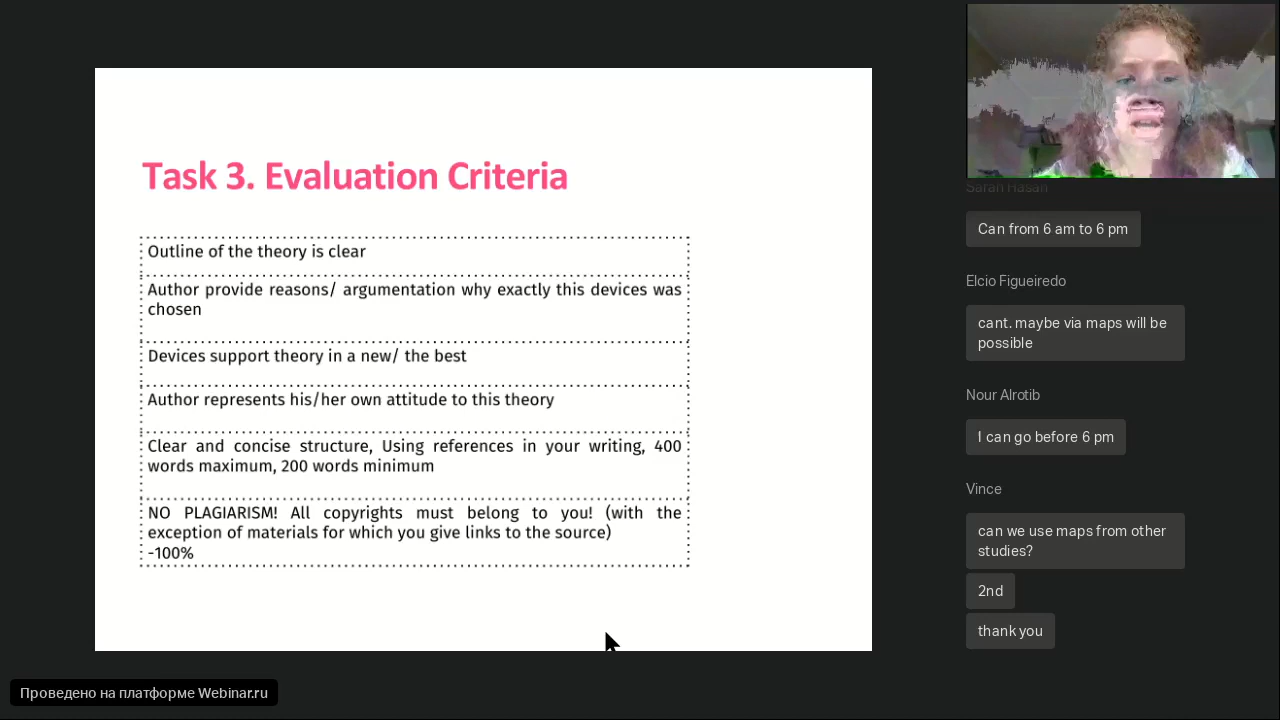 Task 3. Evaluation Criteria
Outline of the theory is clear
Author provide reasons/ argumentation why exactly this devices was
chosen
Devices support theory in a new/ the best
Author represents his/her own attitude to this theory
Clear and concise structure, Using references in your writing, 400
words maximum, 200 words minimum
NO PLAGIARISM! All copyrights must belong to you! (with the
exception of materials for which you give links to the source)
-100%
Sarah Hasan
Can from 6 am to 6 pm
Elcio Figueiredo
cant. maybe via maps will be
possible
Nour Alrotib
I can go before 6 pm
Vince
can we use maps from other
studies?
2nd
thank you
Проведено на платформе Webinar.ru